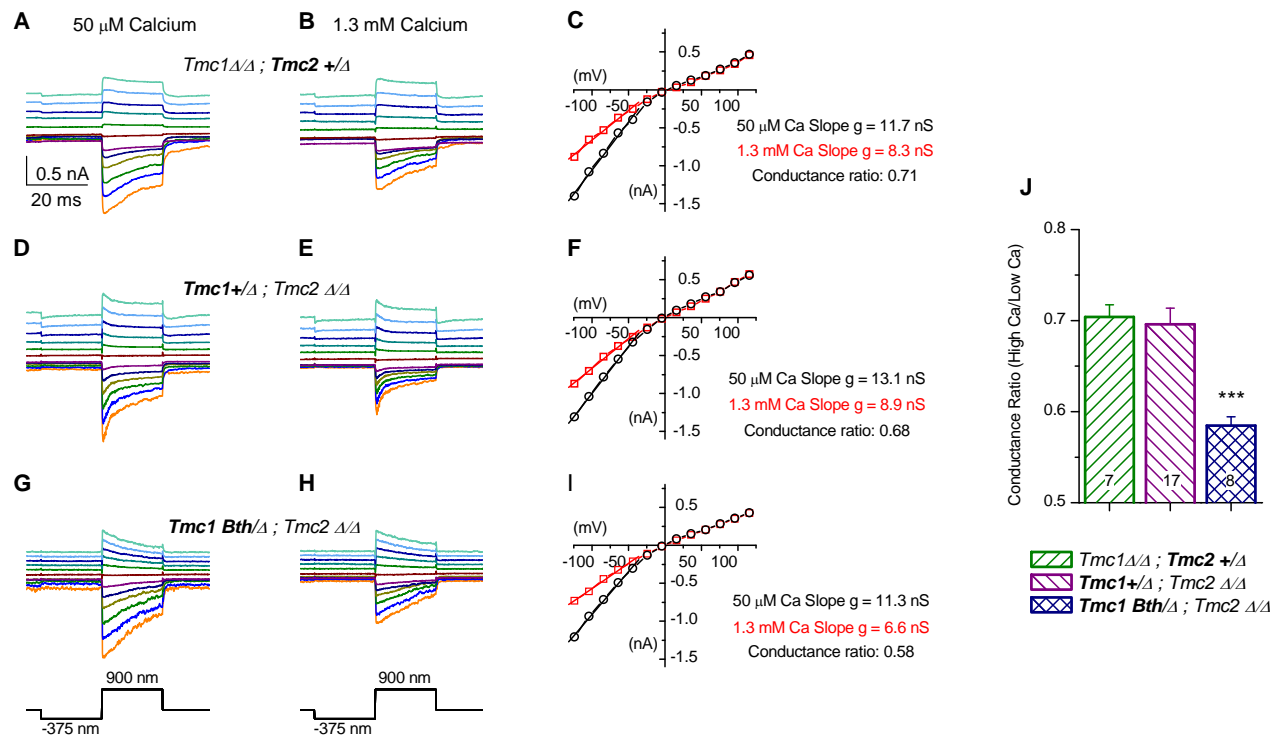 A
50 μM Calcium
B
1.3 mM Calcium
C
Tmc1Δ/Δ ; Tmc2 +/Δ
0.5 nA
20 ms
(mV)
-100
-50
50
100
0.5
-0.5
-1.0
-1.5
(nA)
50 μM Ca Slope g = 11.7 nS
1.3 mM Ca Slope g = 8.3 nS
Conductance ratio: 0.71
D
E
F
Tmc1+/Δ ; Tmc2 Δ/Δ
(mV)
-100
-50
50
100
0.5
-0.5
-1.0
-1.5
(nA)
50 μM Ca Slope g = 13.1 nS
1.3 mM Ca Slope g = 8.9 nS
Conductance ratio: 0.68
G
H
I
Tmc1 Bth/Δ ; Tmc2 Δ/Δ
(mV)
-100
-50
50
100
0.5
-0.5
-1.0
-1.5
(nA)
50 μM Ca Slope g = 11.3 nS
1.3 mM Ca Slope g = 6.6 nS
Conductance ratio: 0.58
900 nm
-375 nm
900 nm
-375 nm
J
Conductance Ratio (High Ca/Low Ca)
0.8
0.7
0.6
0.5
***
7
17
8
Tmc1Δ/Δ ; Tmc2 +/Δ
Tmc1+/Δ ; Tmc2 Δ/Δ
Tmc1 Bth/Δ ; Tmc2 Δ/Δ